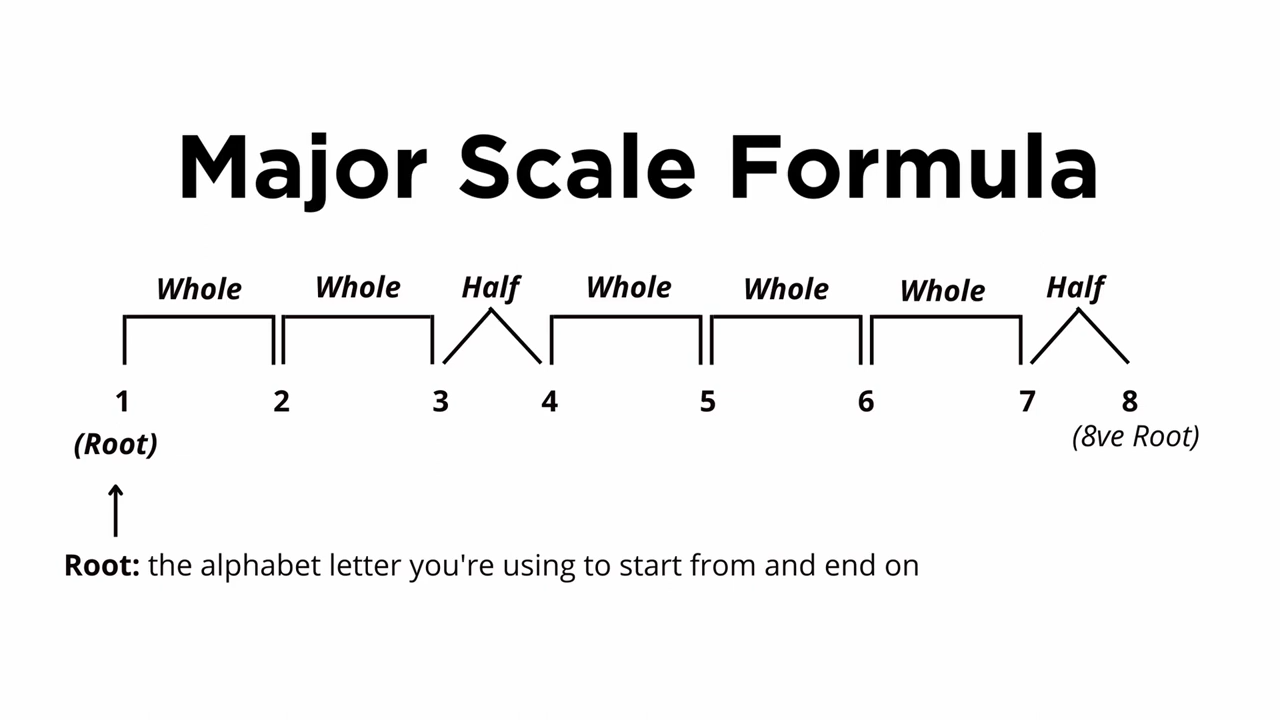 Major Scale Formula
Whole Whole Half Whole Whole Whole Half
1 2 3 4 5 6 7 8
(Root) (8ve Root)
Root: the alphabet letter you're using to start from and end on